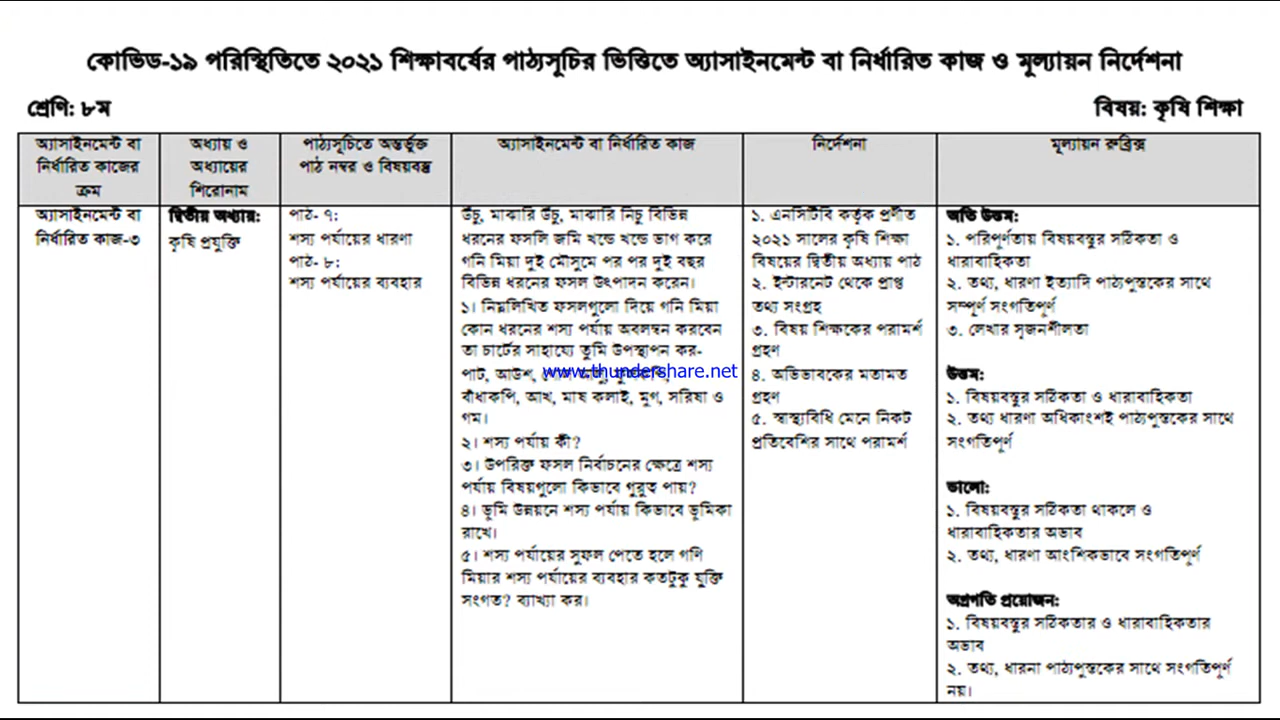 কোভিড-১৯ পরিস্থিতিতে ২০২১ শিক্ষাবর্ষের পাঠ্যসূচির ভিত্তিতে অ্যাসাইনমেন্ট বা নির্ধারিত কাজ ও মূল্যায়ন নির্দেশনা
শ্রেণি: ৮ম
বিষয়: কৃষি শিক্ষা
অ্যাসাইনমেন্ট বা
নির্ধারিত কাজের
ক্রম
অধ্যায় ও
অধ্যায়ের
শিরোনাম
পাঠ্যসূচিতে অন্তর্ভূক্ত
পাঠ নম্বর ও বিষয়বস্তু
অ্যাসাইনমেন্ট বা নির্ধারিত কাজ
নির্দেশনা
মূল্যায়ন রুব্রিক্স
অ্যাসাইনমেন্ট বা
নির্ধারিত কাজ-৩
দ্বিতীয় অধ্যায়:
কৃষি প্রযুক্তি
পাঠ- ৭:
শস্য পর্যায়ের ধারণা
পাঠ- ৮:
শস্য পর্যায়ের ব্যবহার
উঁচু, মাঝারি উঁচু, মাঝারি নিচু বিভিন্ন
ধরনের ফসলি জমি খন্ডে খন্ডে ভাগ করে
গনি মিয়া দুই মৌসুমে পর পর দুই বছর
বিভিন্ন ধরনের ফসল উৎপাদন করেন।
১। নিম্নলিখিত ফসলগুলো দিয়ে গনি মিয়া
কোন ধরনের শস্য পর্যায় অবলম্বন করবেন
তা চার্টের সাহায্যে তুমি উপস্থাপন কর-
পাট, আউশ,
www.thundershare.net
বাঁধাকপি, আখ, মাষ কলাই, মুগ, সরিষা ও
গম।
২। শস্য পর্যায় কী?
৩। উপরিক্ত ফসল নির্বাচনের ক্ষেত্রে শস্য
পর্যায় বিষয়গুলো কিভাবে গুরুত্ব পায়?
৪। ভূমি উন্নয়নে শস্য পর্যায় কিভাবে ভূমিকা
রাখে।
৫। শস্য পর্যায়ের সুফল পেতে হলে গণি
মিয়ার শস্য পর্যায়ের ব্যবহার কতটুকু যুক্তি
সংগত? ব্যাখ্যা কর।
১. এনসিটিবি কর্তৃক প্রণীত
২০২১ সালের কৃষি শিক্ষা
বিষয়ের দ্বিতীয় অধ্যায় পাঠ
২. ইন্টারনেট থেকে প্রাপ্ত
তথ্য সংগ্রহ
৩. বিষয় শিক্ষকের পরামর্শ
গ্রহণ
৪. অভিভাবকের মতামত
গ্রহণ
৫. স্বাস্থ্যবিধি মেনে নিকট
প্রতিবেশির সাথে পরামর্শ
অতি উত্তম:
১. পরিপূর্ণতায় বিষয়বস্তুর সঠিকতা ও
ধারাবাহিকতা
২. তথ্য, ধারণা ইত্যাদি পাঠ্যপুস্তকের সাথে
সম্পূর্ণ সংগতিপূর্ণ
৩. লেখার সৃজনশীলতা
উত্তম:
১. বিষয়বস্তুর সঠিকতা ও ধারাবাহিকতা
২. তথ্য ধারণা অধিকাংশই পাঠ্যপুস্তকের সাথে
সংগতিপূর্ণ
ভালো:
১. বিষয়বস্তুর সঠিকতা থাকলে ও
ধারাবাহিকতার অভাব
২. তথ্য, ধারণা আংশিকভাবে সংগতিপূর্ণ
অগ্রগতি প্রয়োজন:
১. বিষয়বস্তুর সঠিকতার ও ধারাবাহিকতার
অভাব
২. তথ্য, ধারনা পাঠ্যপুস্তকের সাথে সংগতিপূর্ণ
নয়।